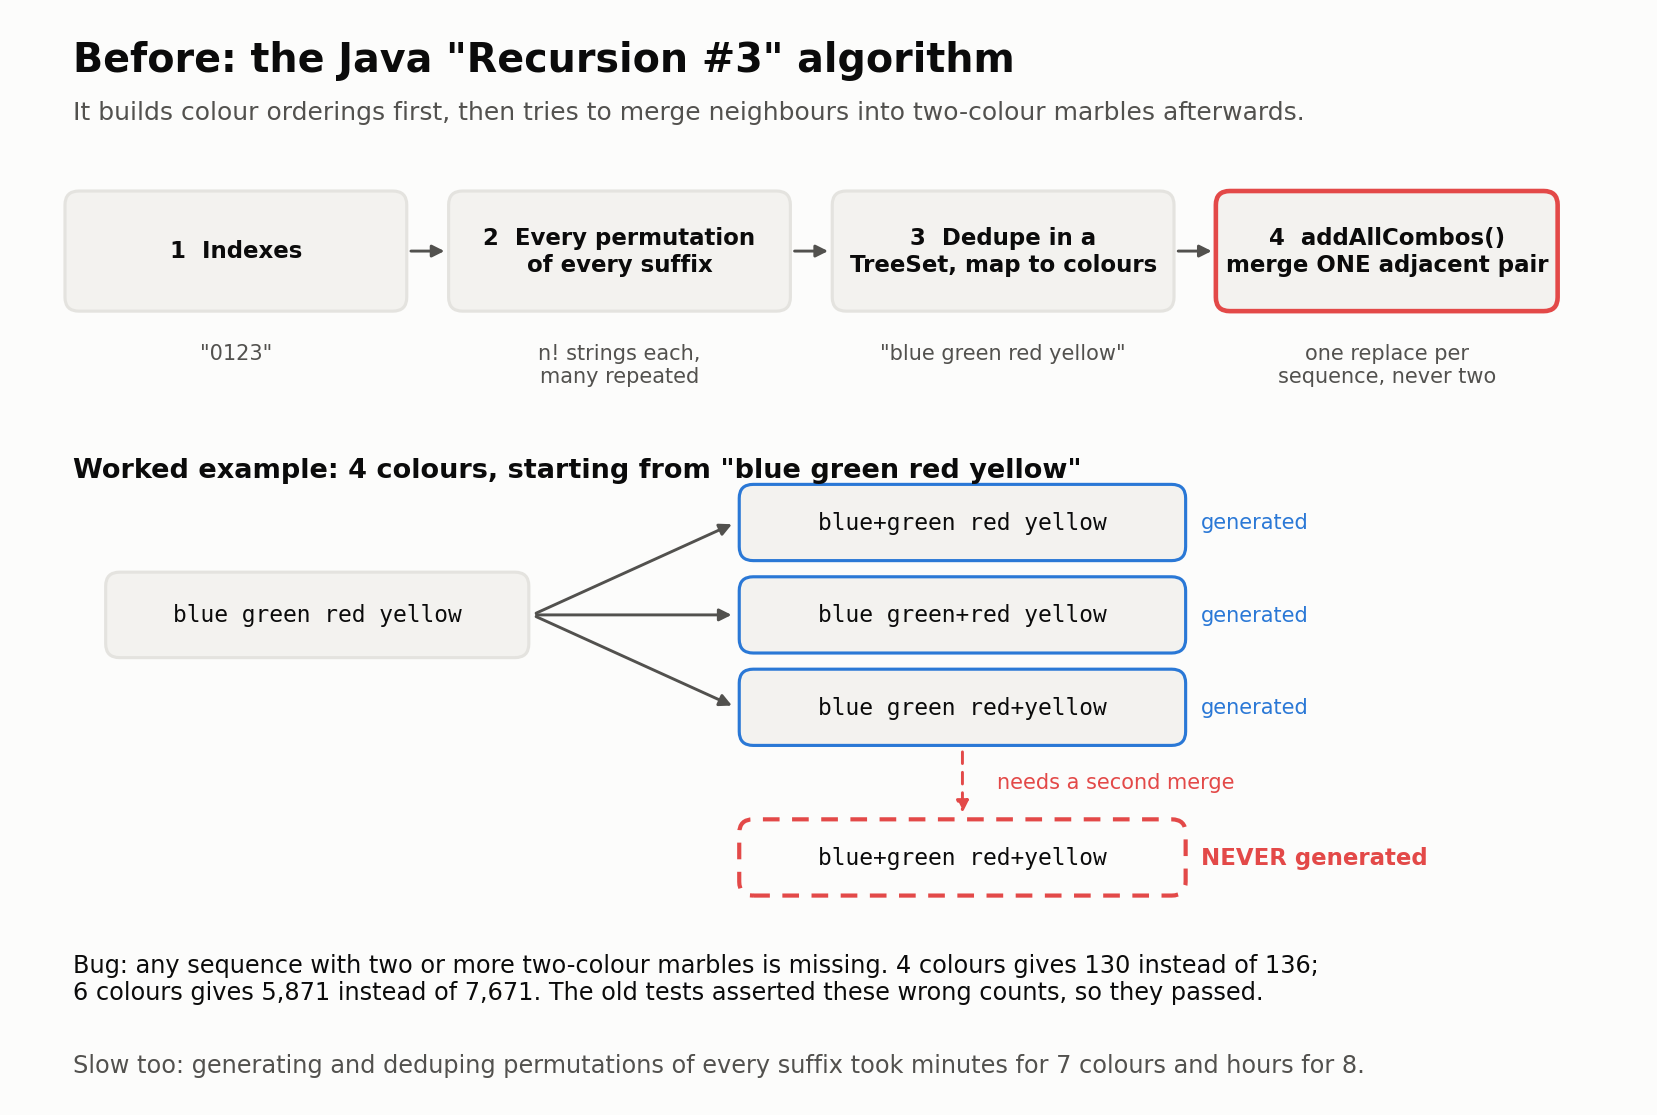 Before: the Java "Recursion #3" algorithm
It builds colour orderings first, then tries to merge neighbours into two-colour marbles afterwards.
1  Indexes
2  Every permutation
of every suffix
3  Dedupe in a
TreeSet, map to colours
4  addAllCombos()
merge ONE adjacent pair
"0123"
n! strings each,
many repeated
"blue green red yellow"
one replace per
sequence, never two
Worked example: 4 colours, starting from "blue green red yellow"
blue+green red yellow
generated
blue green red yellow
blue green+red yellow
generated
blue green red+yellow
generated
needs a second merge
blue+green red+yellow
NEVER generated
Bug: any sequence with two or more two-colour marbles is missing. 4 colours gives 130 instead of 136;
6 colours gives 5,871 instead of 7,671. The old tests asserted these wrong counts, so they passed.
Slow too: generating and deduping permutations of every suffix took minutes for 7 colours and hours for 8.